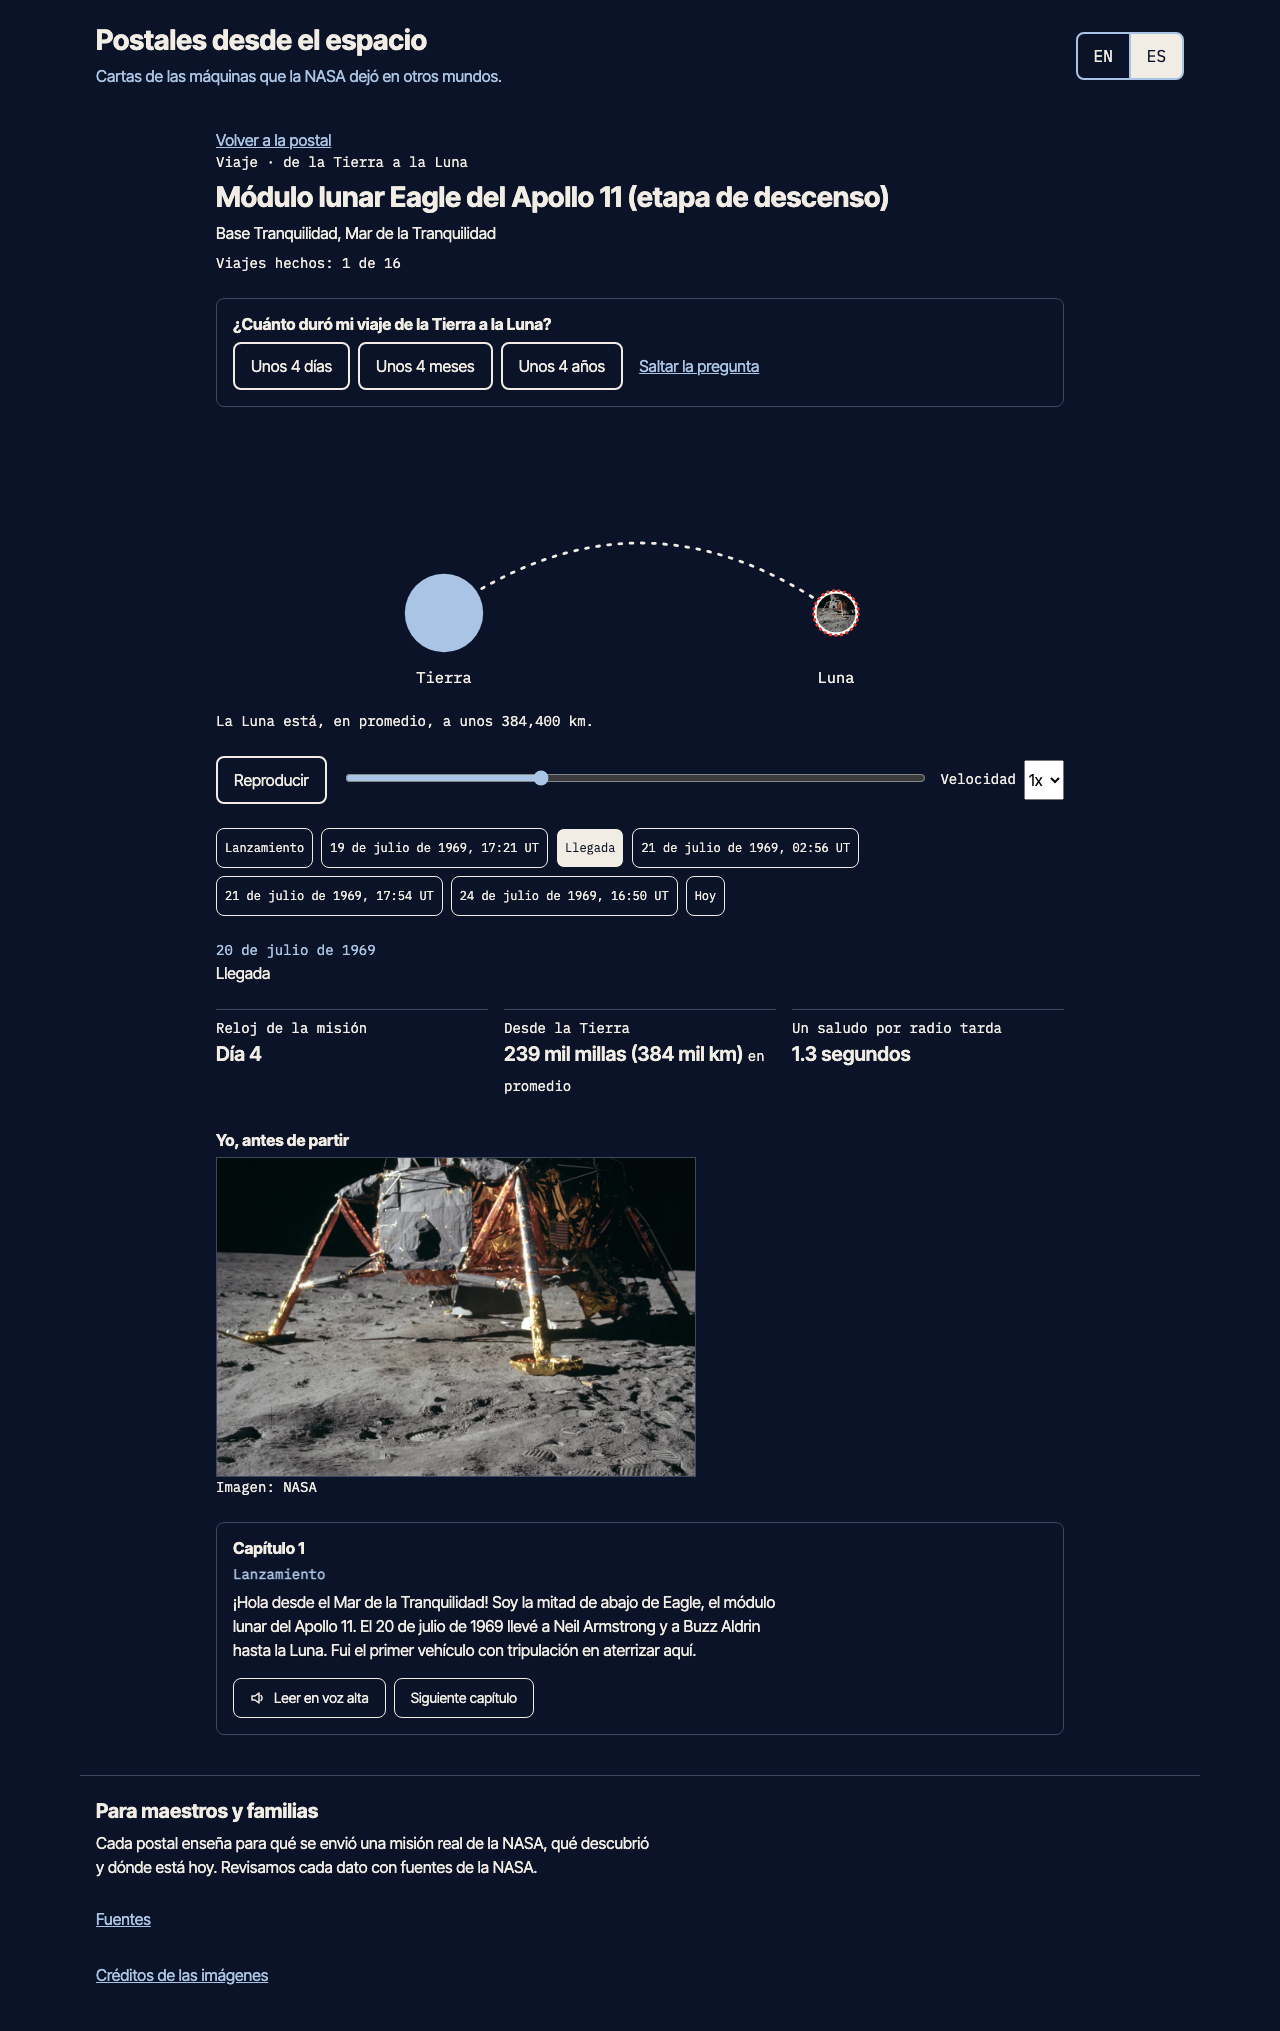 Postales desde el espacio
Cartas de las máquinas que la NASA dejó en otros mundos.
EN ES
Volver a la postal
Viaje · de la Tierra a la Luna
Módulo lunar Eagle del Apollo 11 (etapa de descenso)
Base Tranquilidad, Mar de la Tranquilidad
Viajes hechos: 1 de 16
¿Cuánto duró mi viaje de la Tierra a la Luna?
Unos 4 días Unos 4 meses Unos 4 años Saltar la pregunta
Tierra Luna
La Luna está, en promedio, a unos 384,400 km.
Reproducir Velocidad 1x
Lanzamiento 19 de julio de 1969, 17:21 UT Llegada 21 de julio de 1969, 02:56 UT
21 de julio de 1969, 17:54 UT 24 de julio de 1969, 16:50 UT Hoy
20 de julio de 1969
Llegada
Reloj de la misión Desde la Tierra Un saludo por radio tarda
Día 4 239 mil millas (384 mil km) en 1.3 segundos
promedio
Yo, antes de partir
Imagen: NASA
Capítulo 1
Lanzamiento
¡Hola desde el Mar de la Tranquilidad! Soy la mitad de abajo de Eagle, el módulo
lunar del Apollo 11. El 20 de julio de 1969 llevé a Neil Armstrong y a Buzz Aldrin
hasta la Luna. Fui el primer vehículo con tripulación en aterrizar aquí.
Leer en voz alta Siguiente capítulo
Para maestros y familias
Cada postal enseña para qué se envió una misión real de la NASA, qué descubrió
y dónde está hoy. Revisamos cada dato con fuentes de la NASA.
Fuentes
Créditos de las imágenes